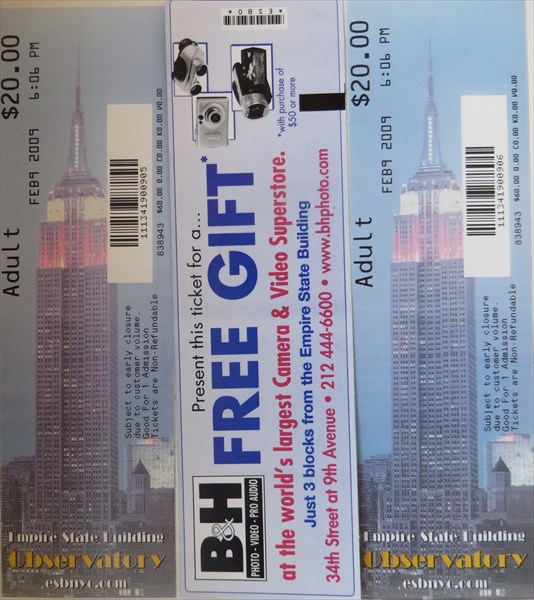 Adult $20.00
FEB9 2009 6:06 PM
111341900905
838943 $60.00 0.00 C0.00 K0.00 V0.00
Subject to early closure
due to customer volume.
Good For 1 Admission
Tickets are Non-Refundable
Empire State Building
Observatory
esbnyc.com
*ESBO*
Present this ticket for a...
FREE GIFT*
*with purchase of
$50 or more
at the world's largest Camera & Video Superstore.
Just 3 blocks from the Empire State Building
34th Street at 9th Avenue • 212 444-6600 • www.bhphoto.com
B&H
PHOTO - VIDEO - PRO AUDIO
Adult $20.00
FEB9 2009 6:06 PM
111341900906
838943 $60.00 0.00 C0.00 K0.00 V0.00
Subject to early closure
due to customer volume.
Good For 1 Admission
Tickets are Non-Refundable
Empire State Building
Observatory
.esbnyc.com